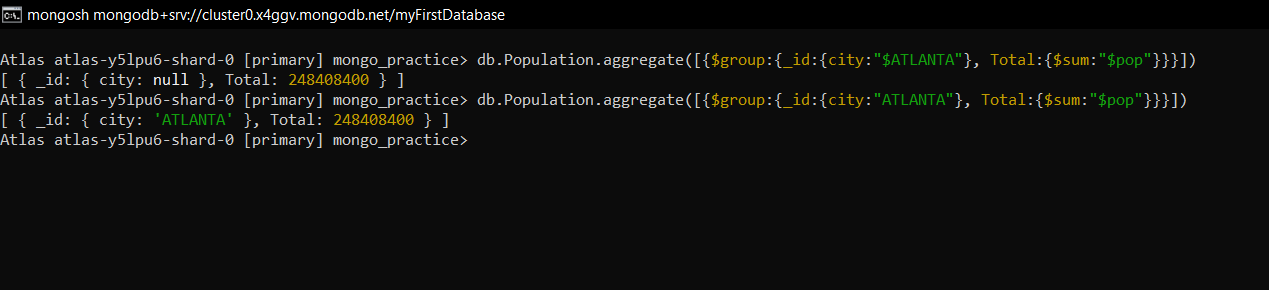 mongosh mongodb+srv://cluster0.x4ggv.mongodb.net/myFirstDatabase
Atlas atlas-y5lpu6-shard-0 [primary] mongo_practice> db.Population.aggregate([{$group:{_id:{city:"$ATLANTA"}, Total:{$sum:"$pop"}}}])
[ { _id: { city: null }, Total: 248408400 } ]
Atlas atlas-y5lpu6-shard-0 [primary] mongo_practice> db.Population.aggregate([{$group:{_id:{city:"ATLANTA"}, Total:{$sum:"$pop"}}}])
[ { _id: { city: 'ATLANTA' }, Total: 248408400 } ]
Atlas atlas-y5lpu6-shard-0 [primary] mongo_practice>